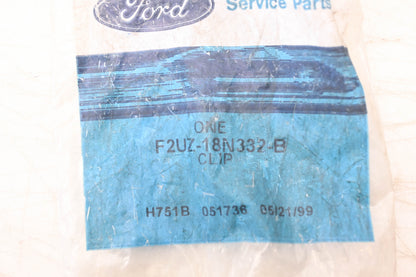 Ford
Service Parts
ONE
F2UZ-18N332-B
CLIP
H751B 051736 05/21/99